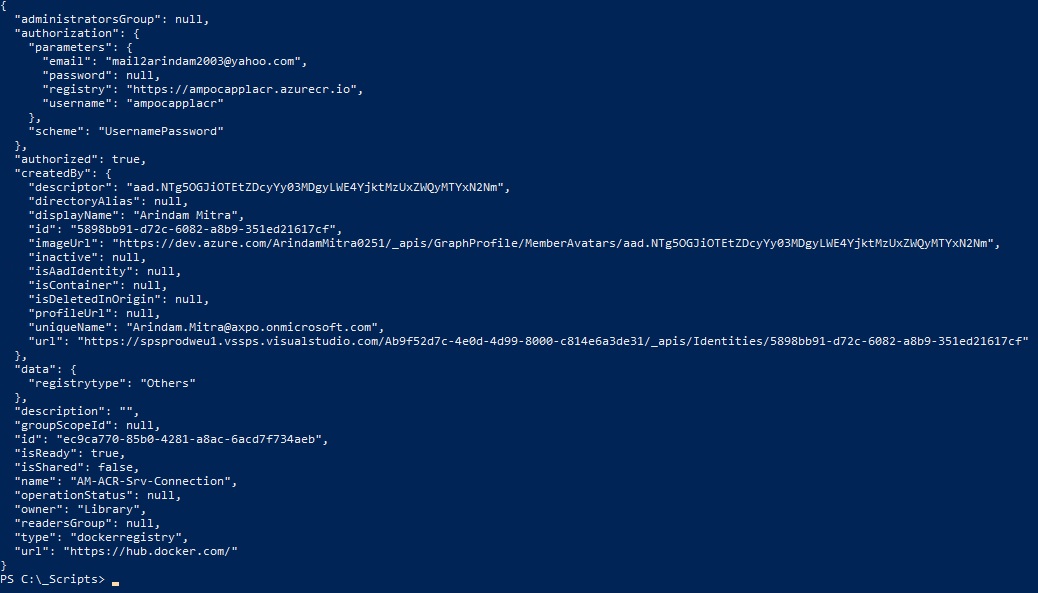 {
  "administratorsGroup": null,
  "authorization": {
    "parameters": {
      "email": "mail2arindam2003@yahoo.com",
      "password": null,
      "registry": "https://ampocapplacr.azurecr.io",
      "username": "ampocapplacr"
    },
    "scheme": "UsernamePassword"
  },
  "authorized": true,
  "createdBy": {
    "descriptor": "aad.NTg5OGJiOTEtZDcyYy03MDgyLWE4YjktMzUxZWQyMTYxN2Nm",
    "directoryAlias": null,
    "displayName": "Arindam Mitra",
    "id": "5898bb91-d72c-6082-a8b9-351ed21617cf",
    "imageUrl": "https://dev.azure.com/ArindamMitra0251/_apis/GraphProfile/MemberAvatars/aad.NTg5OGJiOTEtZDcyYy03MDgyLWE4YjktMzUxZWQyMTYxN2Nm",
    "inactive": null,
    "isAadIdentity": null,
    "isContainer": null,
    "isDeletedInOrigin": null,
    "profileUrl": null,
    "uniqueName": "Arindam.Mitra@axpo.onmicrosoft.com",
    "url": "https://spsprodweu1.vssps.visualstudio.com/Ab9f52d7c-4e0d-4d99-8000-c814e6a3de31/_apis/Identities/5898bb91-d72c-6082-a8b9-351ed21617cf"
  },
  "data": {
    "registrytype": "Others"
  },
  "description": "",
  "groupScopeId": null,
  "id": "ec9ca770-85b0-4281-a8ac-6acd7f734aeb",
  "isReady": true,
  "isShared": false,
  "name": "AM-ACR-Srv-Connection",
  "operationStatus": null,
  "owner": "Library",
  "readersGroup": null,
  "type": "dockerregistry",
  "url": "https://hub.docker.com/"
}
PS C:\_Scripts>